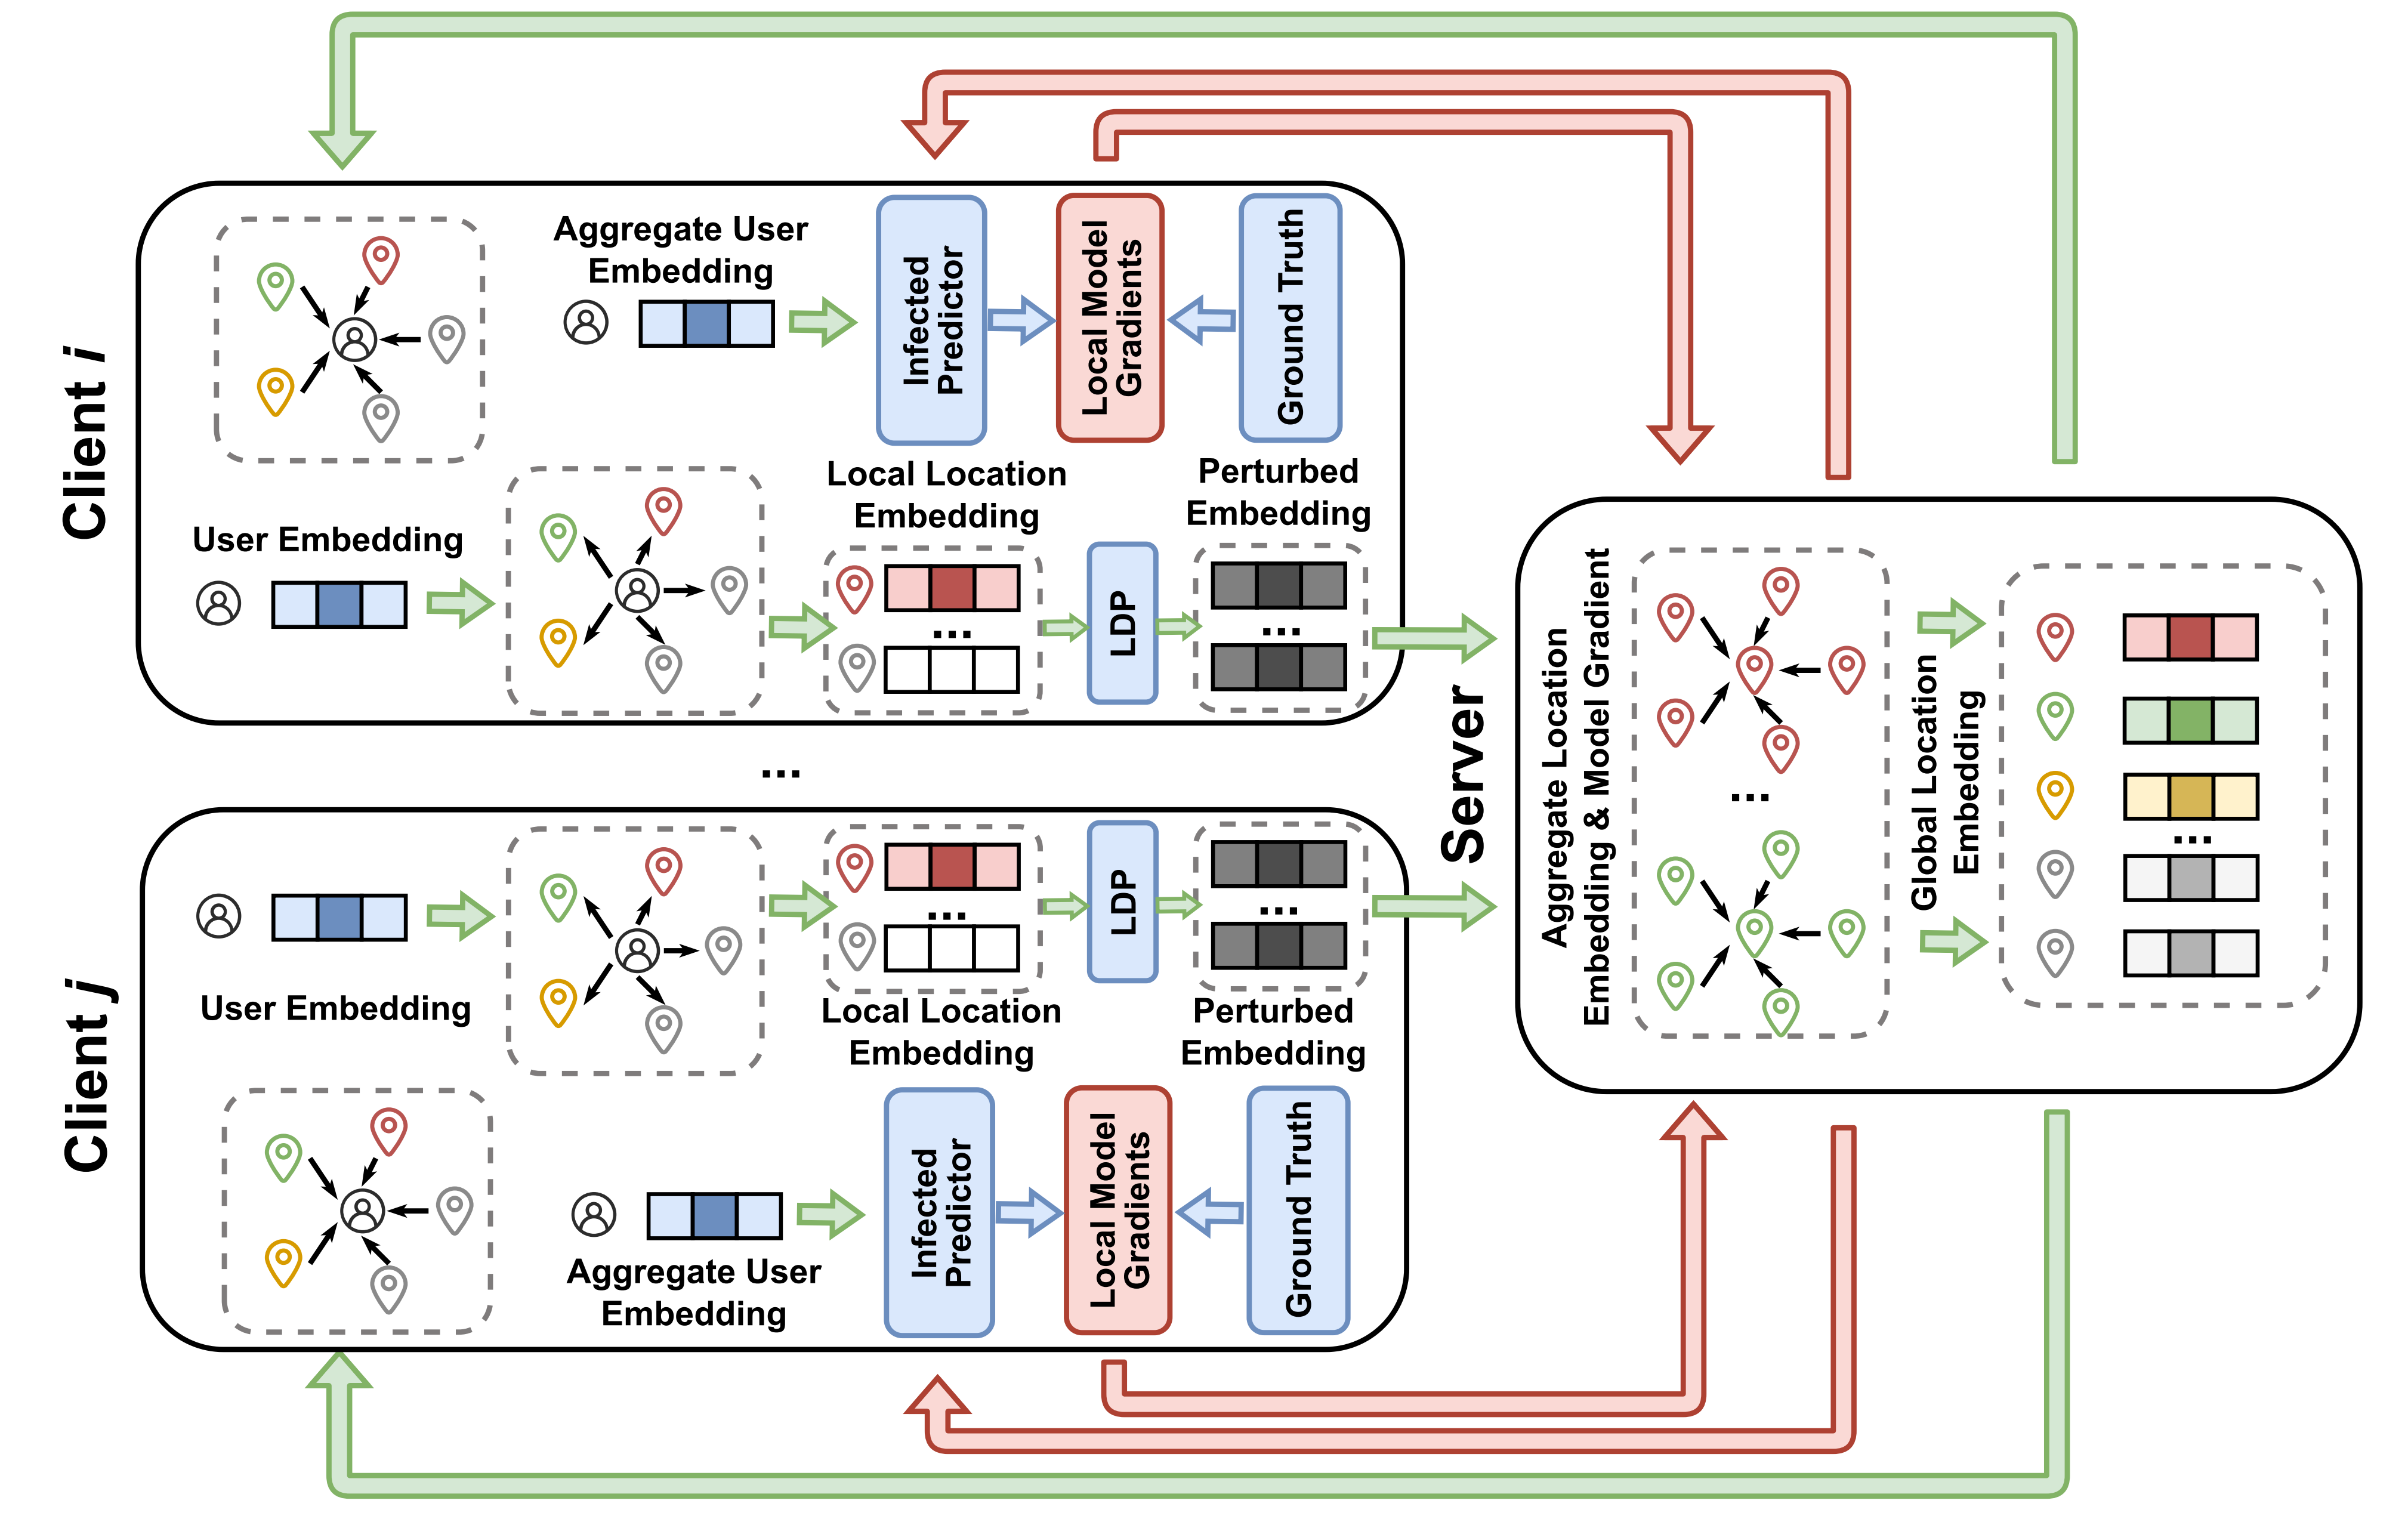 Client i
Aggregate User
Embedding
Infected
Predictor
Local Model
Gradients
Ground Truth
User Embedding
Local Location
Embedding
LDP
Perturbed
Embedding
...
...
...
Client j
User Embedding
...
LDP
...
Local Location
Embedding
Perturbed
Embedding
Aggregate User
Embedding
Infected
Predictor
Local Model
Gradients
Ground Truth
Server
Aggregate Location
Embedding & Model Gradient
...
Global Location
Embedding
...